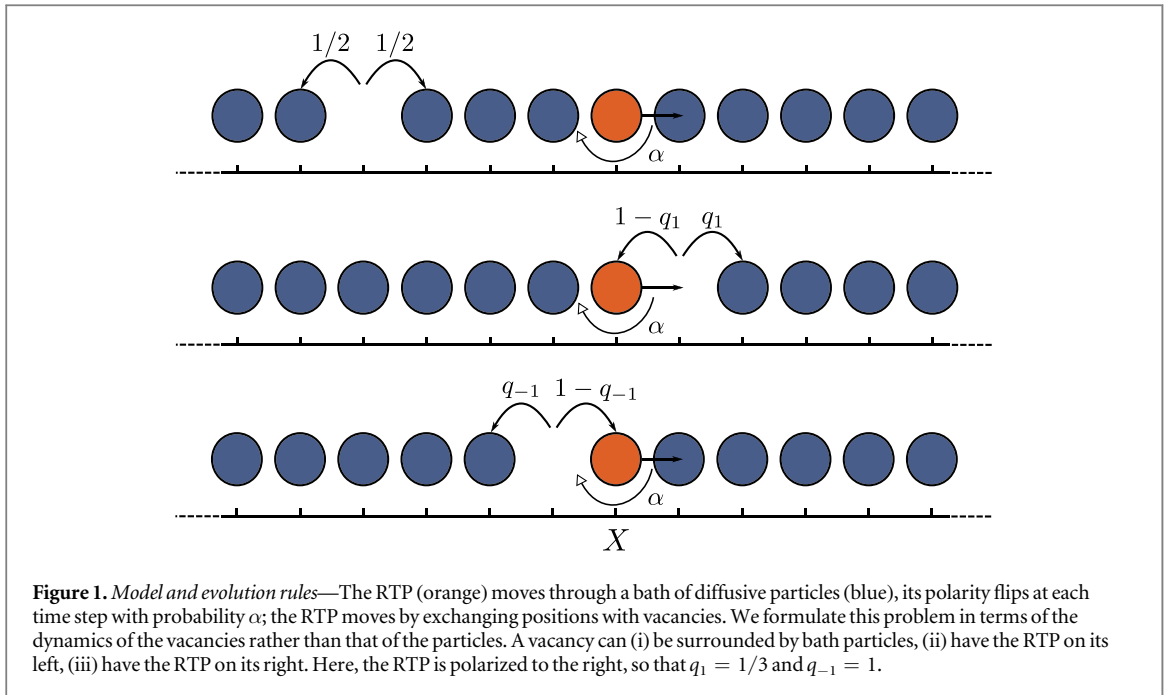 1/2 1/2
α
1 − q₁ q₁
α
q₋₁ 1 − q₋₁
α
X
Figure 1. Model and evolution rules—The RTP (orange) moves through a bath of diffusive particles (blue), its polarity flips at each
time step with probability α; the RTP moves by exchanging positions with vacancies. We formulate this problem in terms of the
dynamics of the vacancies rather than that of the particles. A vacancy can (i) be surrounded by bath particles, (ii) have the RTP on its
left, (iii) have the RTP on its right. Here, the RTP is polarized to the right, so that q₁ = 1/3 and q₋₁ = 1.